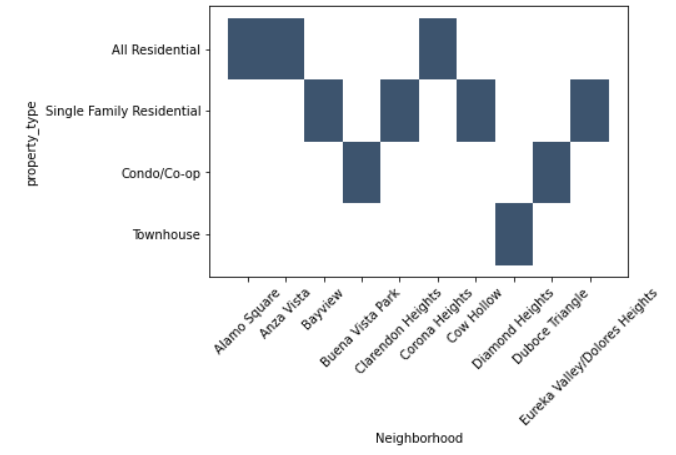 All Residential
Single Family Residential
Condo/Co-op
Townhouse
property_type
Alamo Square
Anza Vista
Bayview
Buena Vista Park
Clarendon Heights
Corona Heights
Cow Hollow
Diamond Heights
Duboce Triangle
Eureka Valley/Dolores Heights
Neighborhood